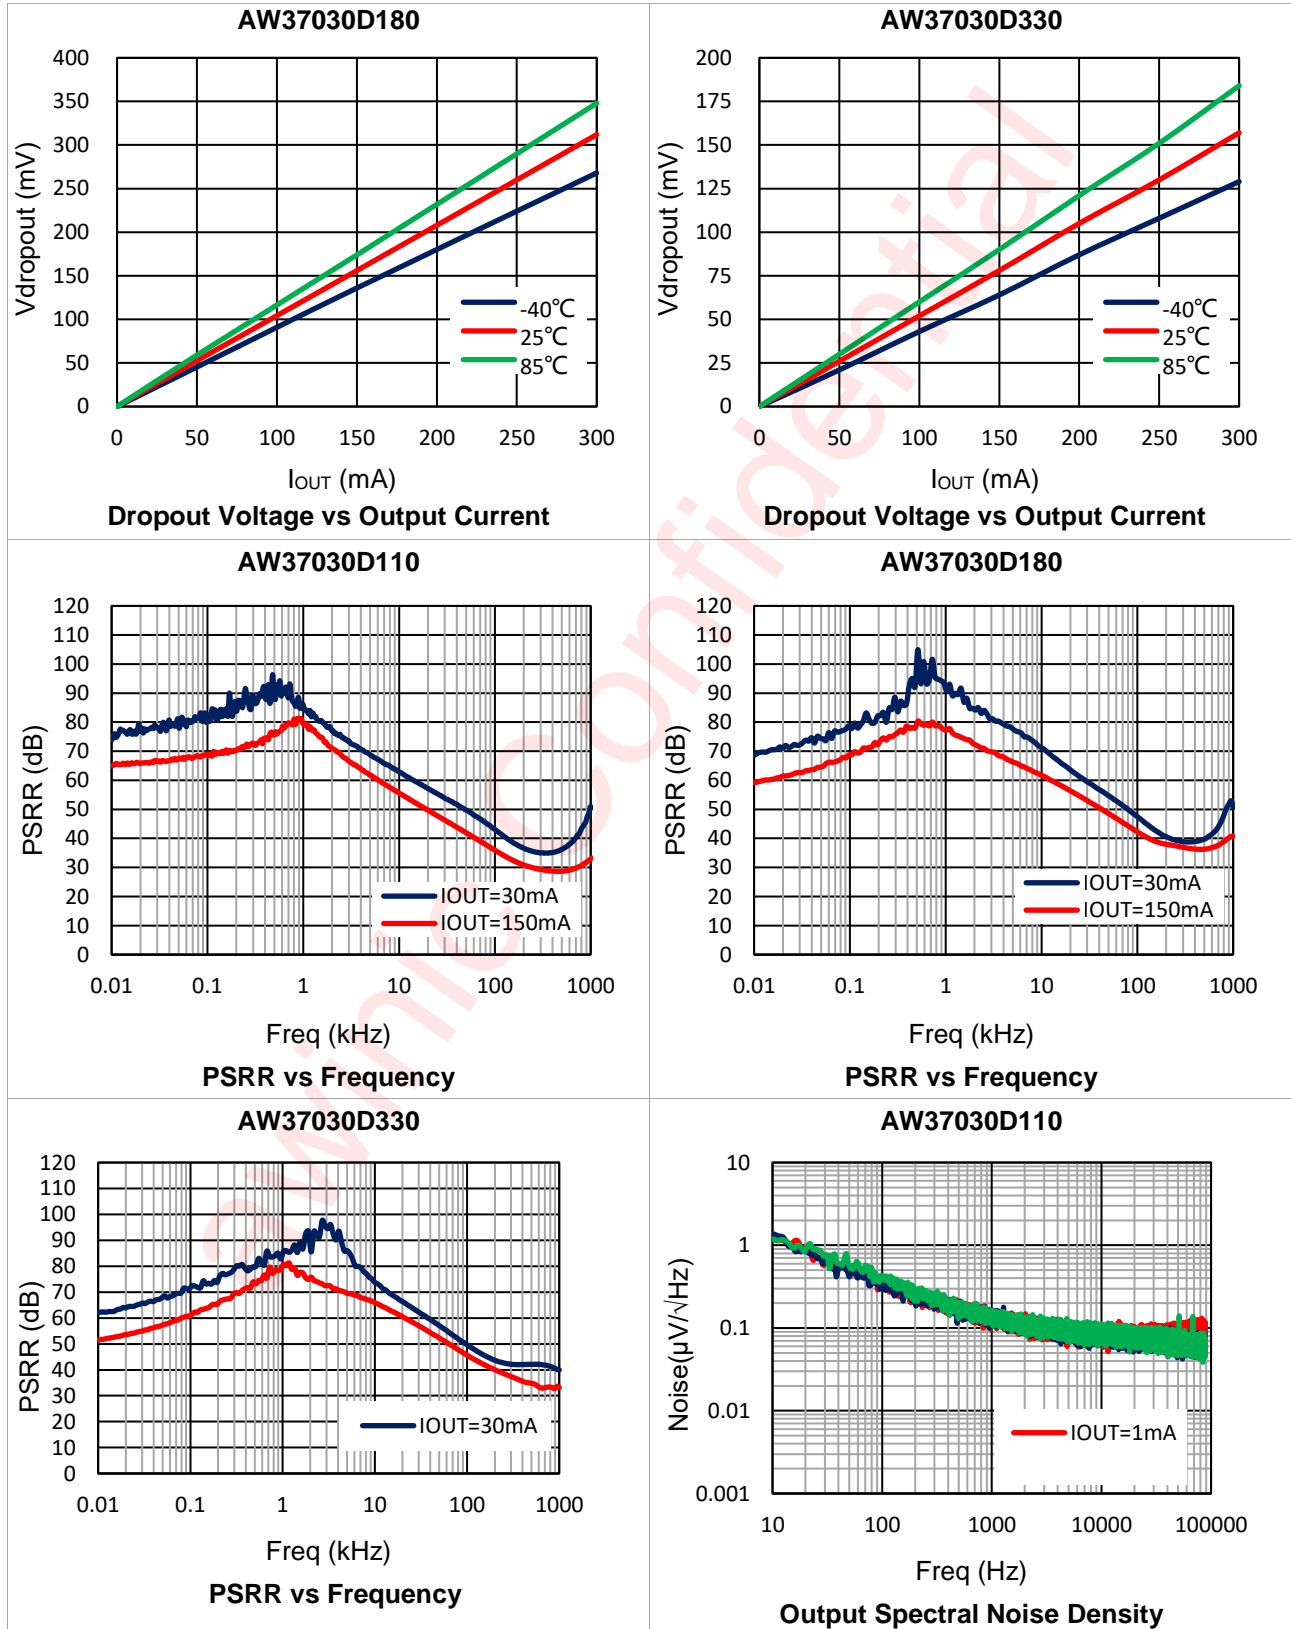 AW37030D180
400
350
300
250
200
150
100
50
0
Vdropout (mV)
-40℃
25℃
85℃
0 50 100 150 200 250 300
IOUT (mA)
Dropout Voltage vs Output Current
AW37030D330
200
175
150
125
100
75
50
25
0
Vdropout (mV)
-40℃
25℃
85℃
0 50 100 150 200 250 300
IOUT (mA)
Dropout Voltage vs Output Current
AW37030D110
120
110
100
90
80
70
60
50
40
30
20
10
0
PSRR (dB)
IOUT=30mA
IOUT=150mA
0.01 0.1 1 10 100 1000
Freq (kHz)
PSRR vs Frequency
AW37030D180
120
110
100
90
80
70
60
50
40
30
20
10
0
PSRR (dB)
IOUT=30mA
IOUT=150mA
0.01 0.1 1 10 100 1000
Freq (kHz)
PSRR vs Frequency
AW37030D330
120
110
100
90
80
70
60
50
40
30
20
10
0
PSRR (dB)
IOUT=30mA
0.01 0.1 1 10 100 1000
Freq (kHz)
PSRR vs Frequency
AW37030D110
10
1
0.1
0.01
0.001
Noise(µV/√Hz)
IOUT=1mA
10 100 1000 10000 100000
Freq (Hz)
Output Spectral Noise Density
awinic Confidential